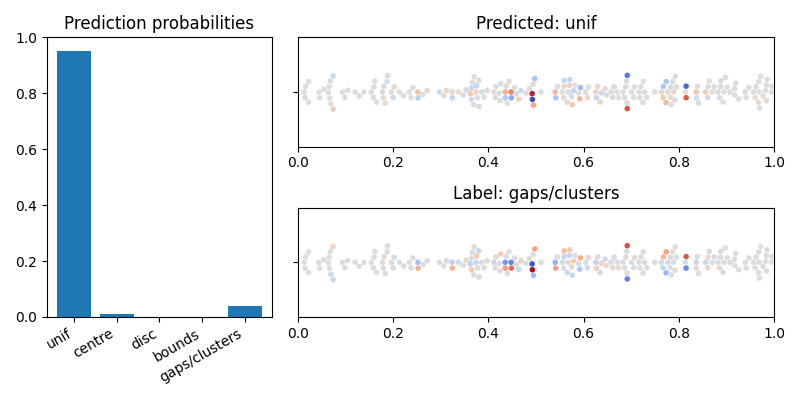 Prediction probabilities
1.0
0.8
0.6
0.4
0.2
0.0
unif
centre
disc
bounds
gaps/clusters
Predicted: unif
0.0 0.2 0.4 0.6 0.8 1.0
Label: gaps/clusters
0.0 0.2 0.4 0.6 0.8 1.0